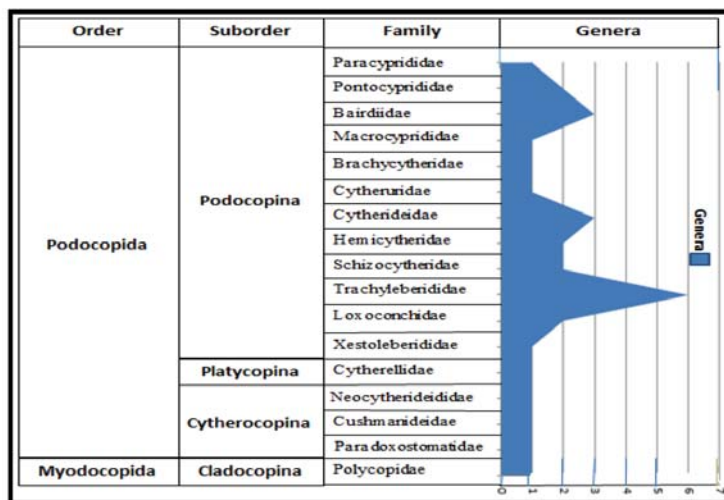 Order Suborder Family Genera
Paracyprididae
Pontocyprididae
Bairdiidae
Macrocyprididae
Brachycytheridae
Cytheruridae
Podocopina
Cytherideidae
Podocopida
Hemicytheridae
Schizocytheridae
Trachyleberididae
Loxoconchidae
Xestoleberididae
Platycopina Cytherellidae
Neocytherideididae
Cytherocopina Cushmanideidae
Paradoxostomatidae
Myodocopida Cladocopina Polycopidae
Genera
0 1 2 3 4 5 6 7